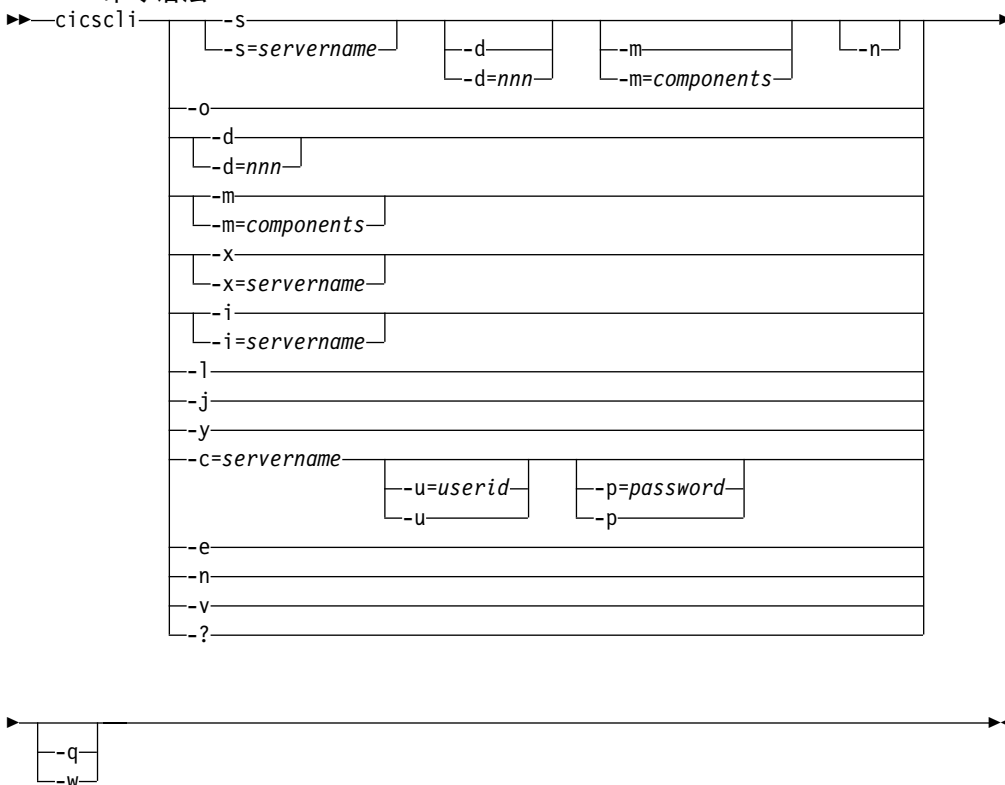 cicscli -s
-s=servername -d -m -n
-d=nnn -m=components
-o
-d
-d=nnn
-m
-m=components
-x
-x=servername
-i
-i=servername
-l
-j
-y
-c=servername
-u=userid -p=password
-u -p
-e
-n
-v
-?
-q
-w